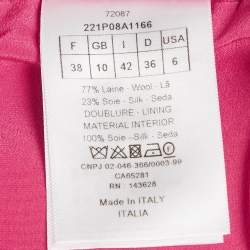 72087
221P08A1166
F GB I D USA
38 10 42 36 6
77% Laine - Wool - Lã
23% Soie - Silk - Seda
DOUBLURE - LINING
MATERIAL INTERIOR
100% Soie - Silk - Seda
CNPJ 02-046-366/0003-99
CA65281
RN : 143628
Made In ITALY
ITALIA